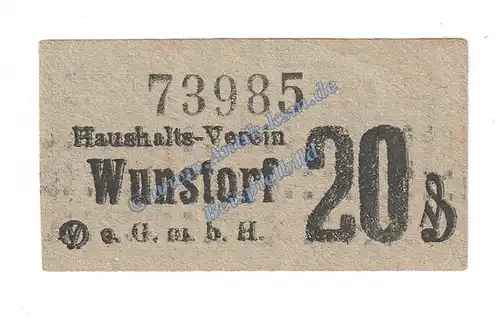 73985
Haushalts-Verein
Wunstorf
20
e. G. m. b. H.